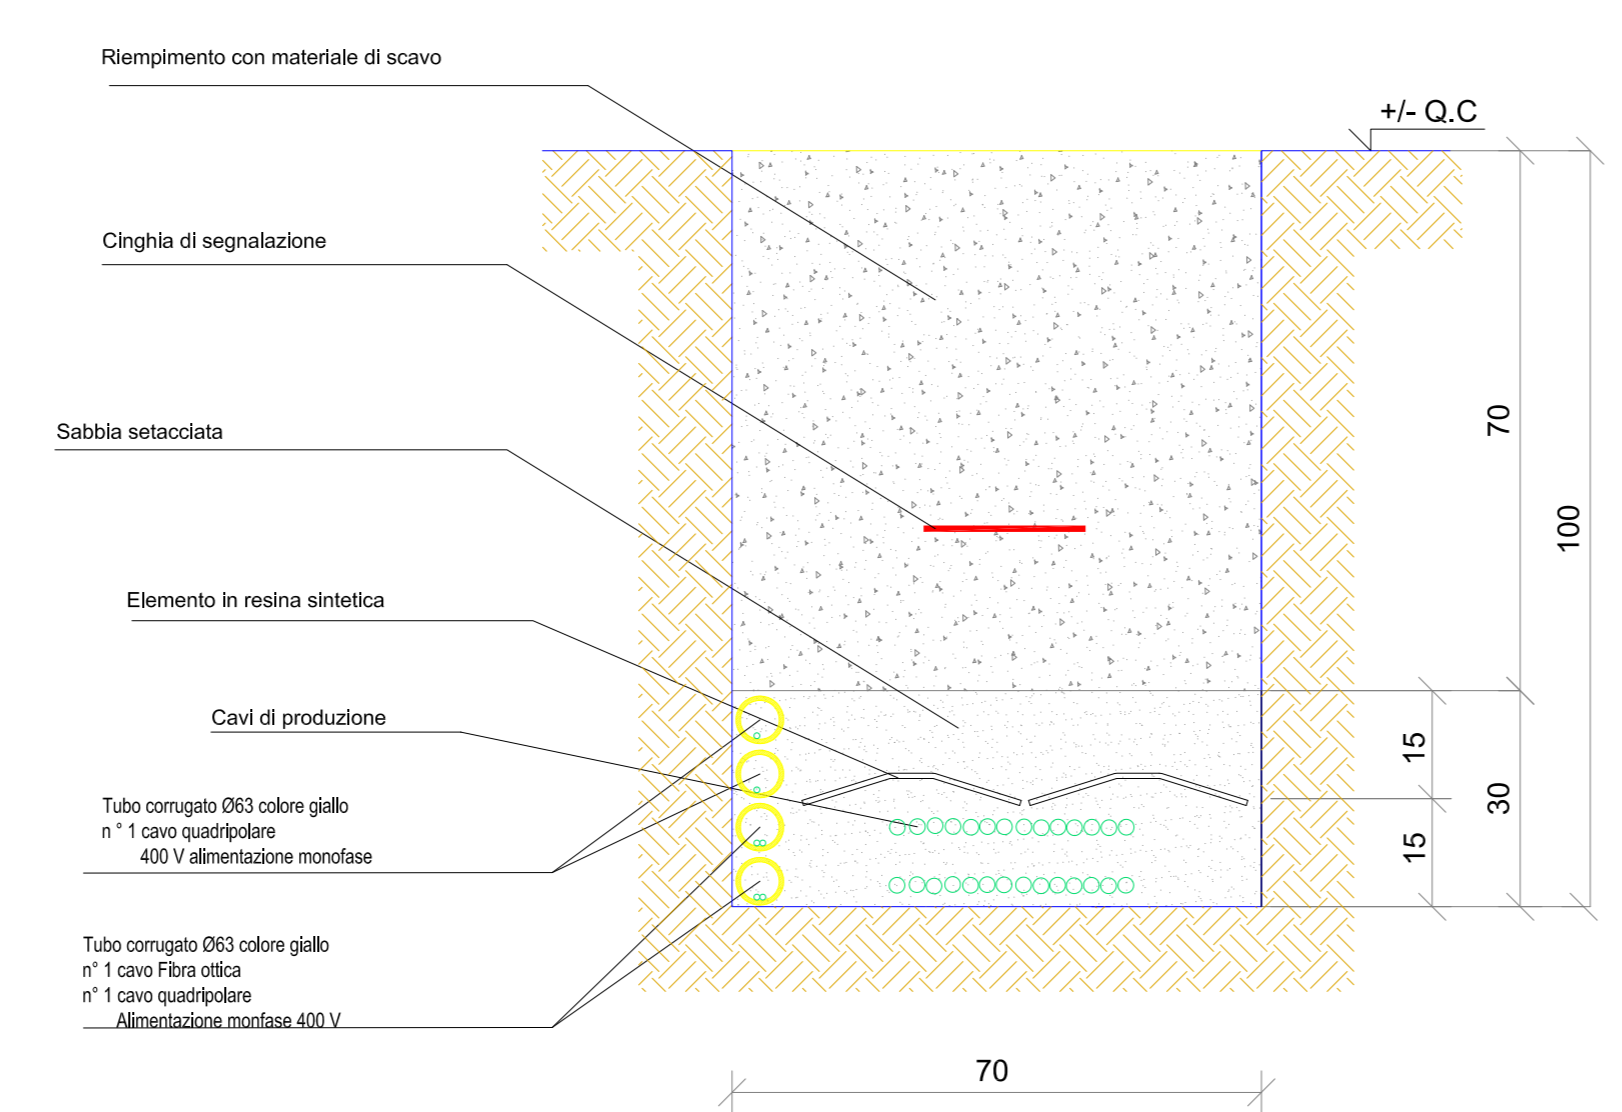 Riempimento con materiale di scavo
+/- Q.C
Cinghia di segnalazione
Sabbia setacciata
70
100
Elemento in resina sintetica
Cavi di produzione
15
30
15
Tubo corrugato Ø63 colore giallo
n ° 1 cavo quadripolare
400 V alimentazione monofase
Tubo corrugato Ø63 colore giallo
n° 1 cavo Fibra ottica
n° 1 cavo quadripolare
Alimentazione monfase 400 V
70